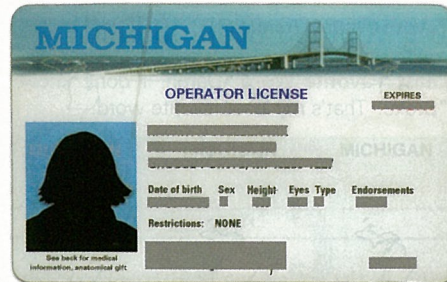 MICHIGAN
OPERATOR LICENSE
EXPIRES
Date of birth Sex Height Eyes Type Endorsements
Restrictions: NONE
See back for medical
information, anatomical gift